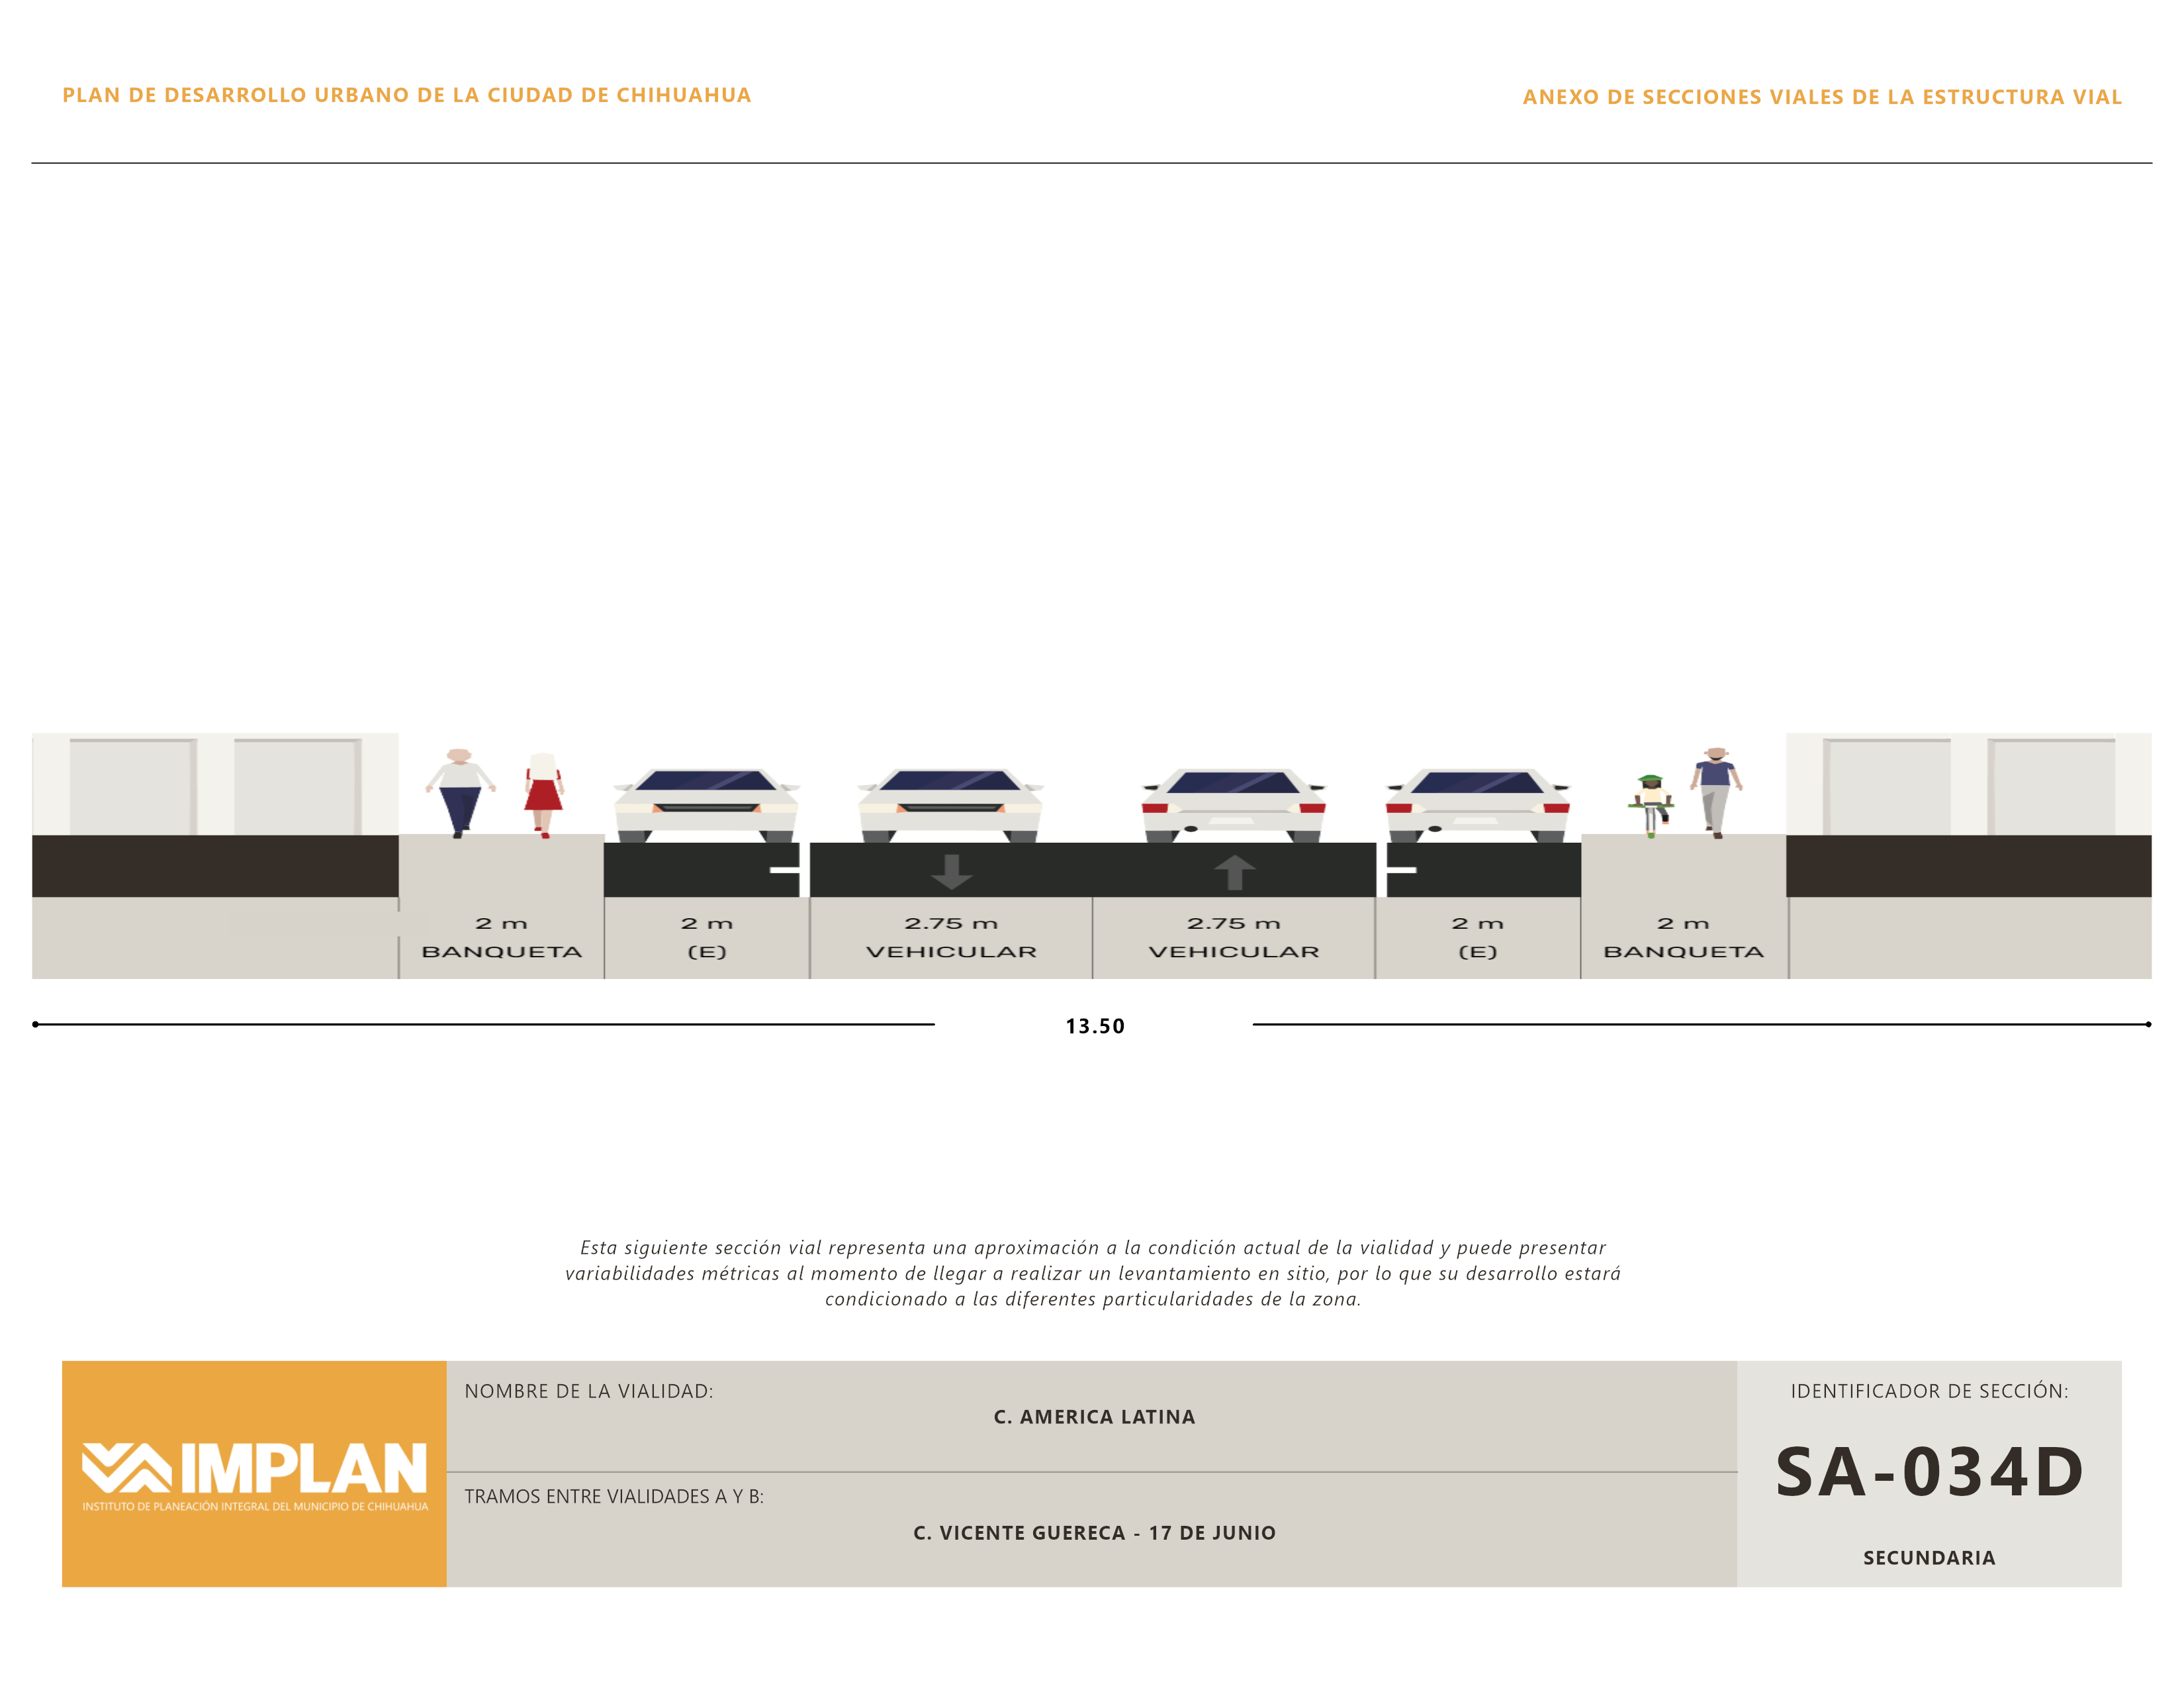 PLAN DE DESARROLLO URBANO DE LA CIUDAD DE CHIHUAHUA
ANEXO DE SECCIONES VIALES DE LA ESTRUCTURA VIAL
2 m
BANQUETA
2 m
(E)
2.75 m
VEHICULAR
2.75 m
VEHICULAR
2 m
(E)
2 m
BANQUETA
13.50
Esta siguiente sección vial representa una aproximación a la condición actual de la vialidad y puede presentar
variabilidades métricas al momento de llegar a realizar un levantamiento en sitio, por lo que su desarrollo estará
condicionado a las diferentes particularidades de la zona.
IMPLAN
INSTITUTO DE PLANEACIÓN INTEGRAL DEL MUNICIPIO DE CHIHUAHUA
NOMBRE DE LA VIALIDAD:
C. AMERICA LATINA
TRAMOS ENTRE VIALIDADES A Y B:
C. VICENTE GUERECA - 17 DE JUNIO
IDENTIFICADOR DE SECCIÓN:
SA-034D
SECUNDARIA